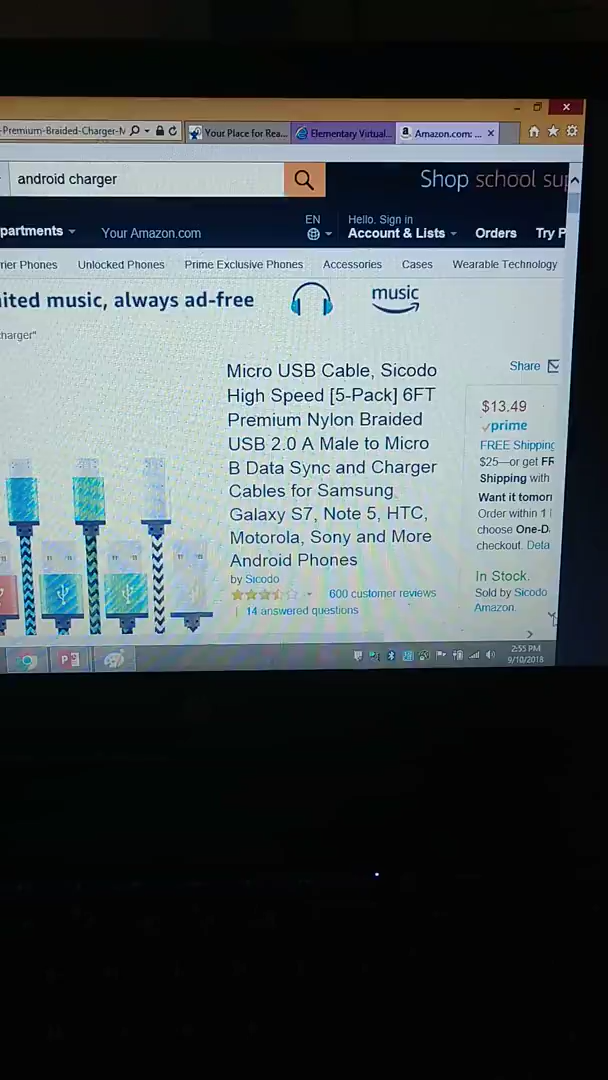 -Premium-Braided-Charger-M
Your Place for Rea...
Elementary Virtual...
Amazon.com: ...
android charger
Shop school sup
partments
Your Amazon.com
EN
Hello. Sign in
Account & Lists
Orders
Try P
rier Phones
Unlocked Phones
Prime Exclusive Phones
Accessories
Cases
Wearable Technology
ited music, always ad-free
music
harger"
Share
Micro USB Cable, Sicodo
High Speed [5-Pack] 6FT
Premium Nylon Braided
USB 2.0 A Male to Micro
B Data Sync and Charger
Cables for Samsung
Galaxy S7, Note 5, HTC,
Motorola, Sony and More
Android Phones
by Sicodo
600 customer reviews
| 14 answered questions
$13.49
prime
FREE Shipping
$25—or get FR
Shipping with
Want it tomorr
Order within 1
choose One-D
checkout. Deta
In Stock.
Sold by Sicodo
Amazon.
2:55 PM
9/10/2018